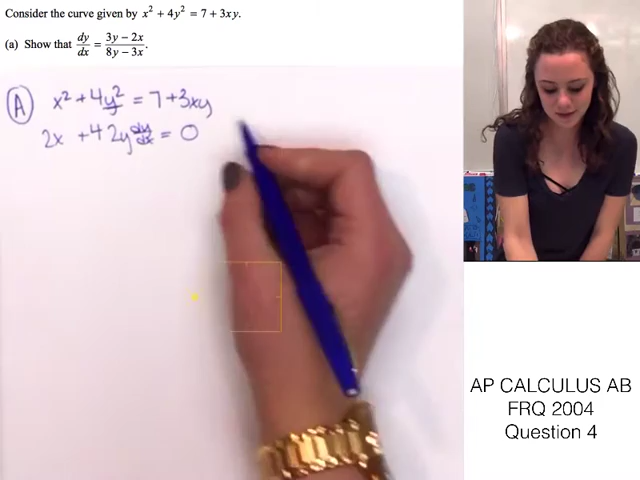 Consider the curve given by x² + 4y² = 7 + 3xy.
(a) Show that dy/dx = (3y − 2x)/(8y − 3x).
A x² + 4y² = 7 + 3xy
2x + 4 2y dy/dx = 0
AP CALCULUS AB
FRQ 2004
Question 4